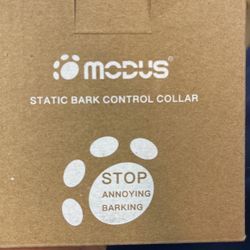 MODUS®
STATIC BARK CONTROL COLLAR
STOP
ANNOYING
BARKING